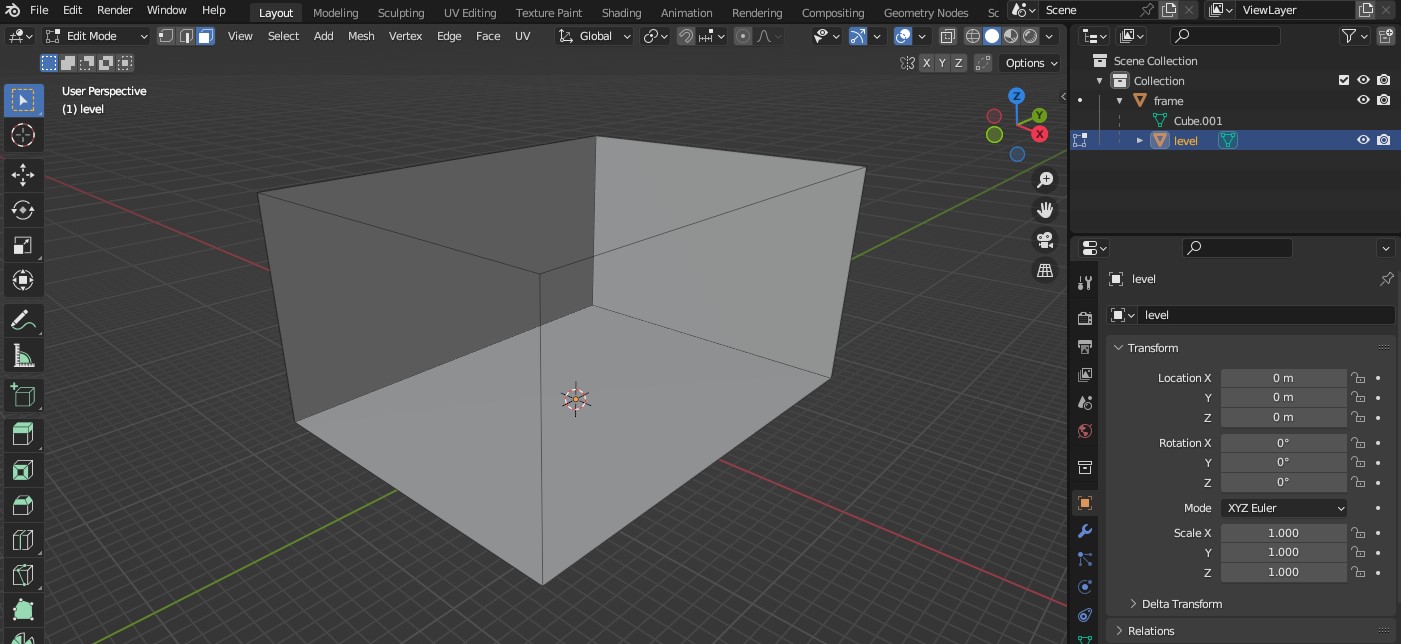 File Edit Render Window Help Layout Modeling Sculpting UV Editing Texture Paint Shading Animation Rendering Compositing Geometry Nodes Sc Scene ViewLayer
Edit Mode View Select Add Mesh Vertex Edge Face UV Global
X Y Z Options
User Perspective
(1) level
Z
Y
X
Scene Collection
Collection
frame
Cube.001
level
level
level
Transform
Location X 0 m
Y 0 m
Z 0 m
Rotation X 0°
Y 0°
Z 0°
Mode XYZ Euler
Scale X 1.000
Y 1.000
Z 1.000
Delta Transform
Relations